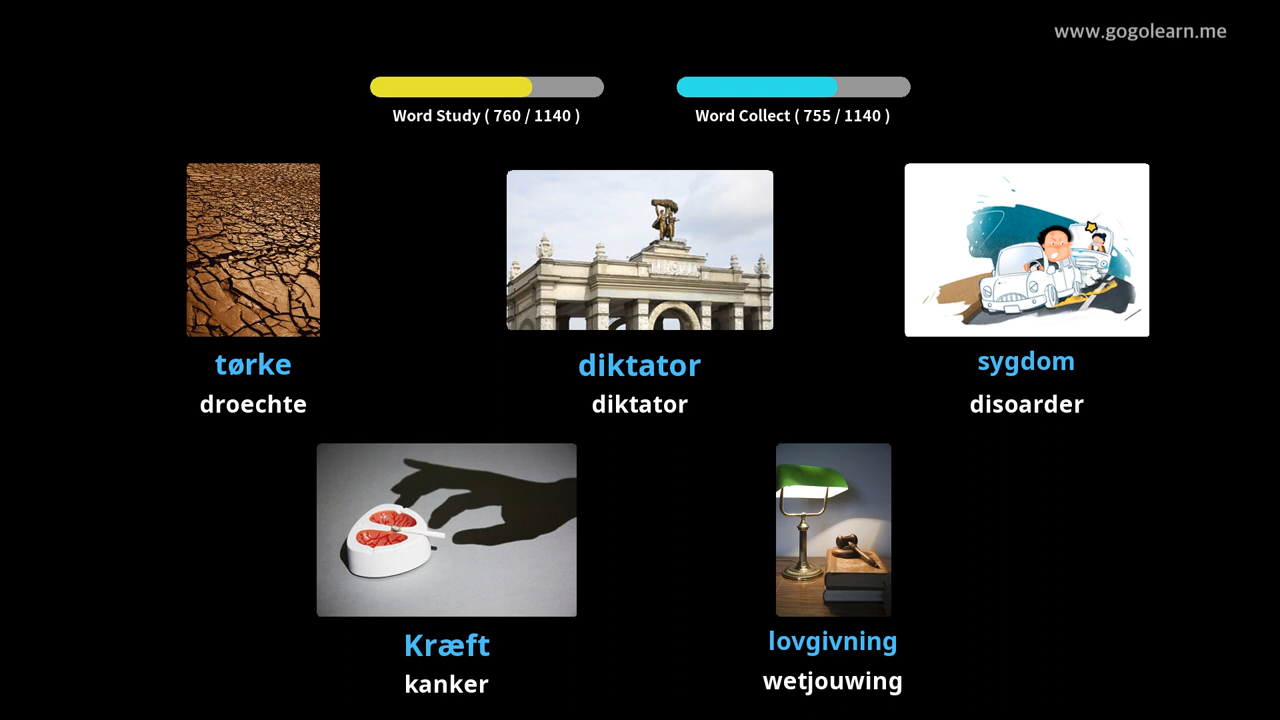 www.gogolearn.me
Word Study ( 760 / 1140 )
Word Collect ( 755 / 1140 )
tørke
droechte
diktator
diktator
sygdom
disoarder
Kræft
kanker
lovgivning
wetjouwing